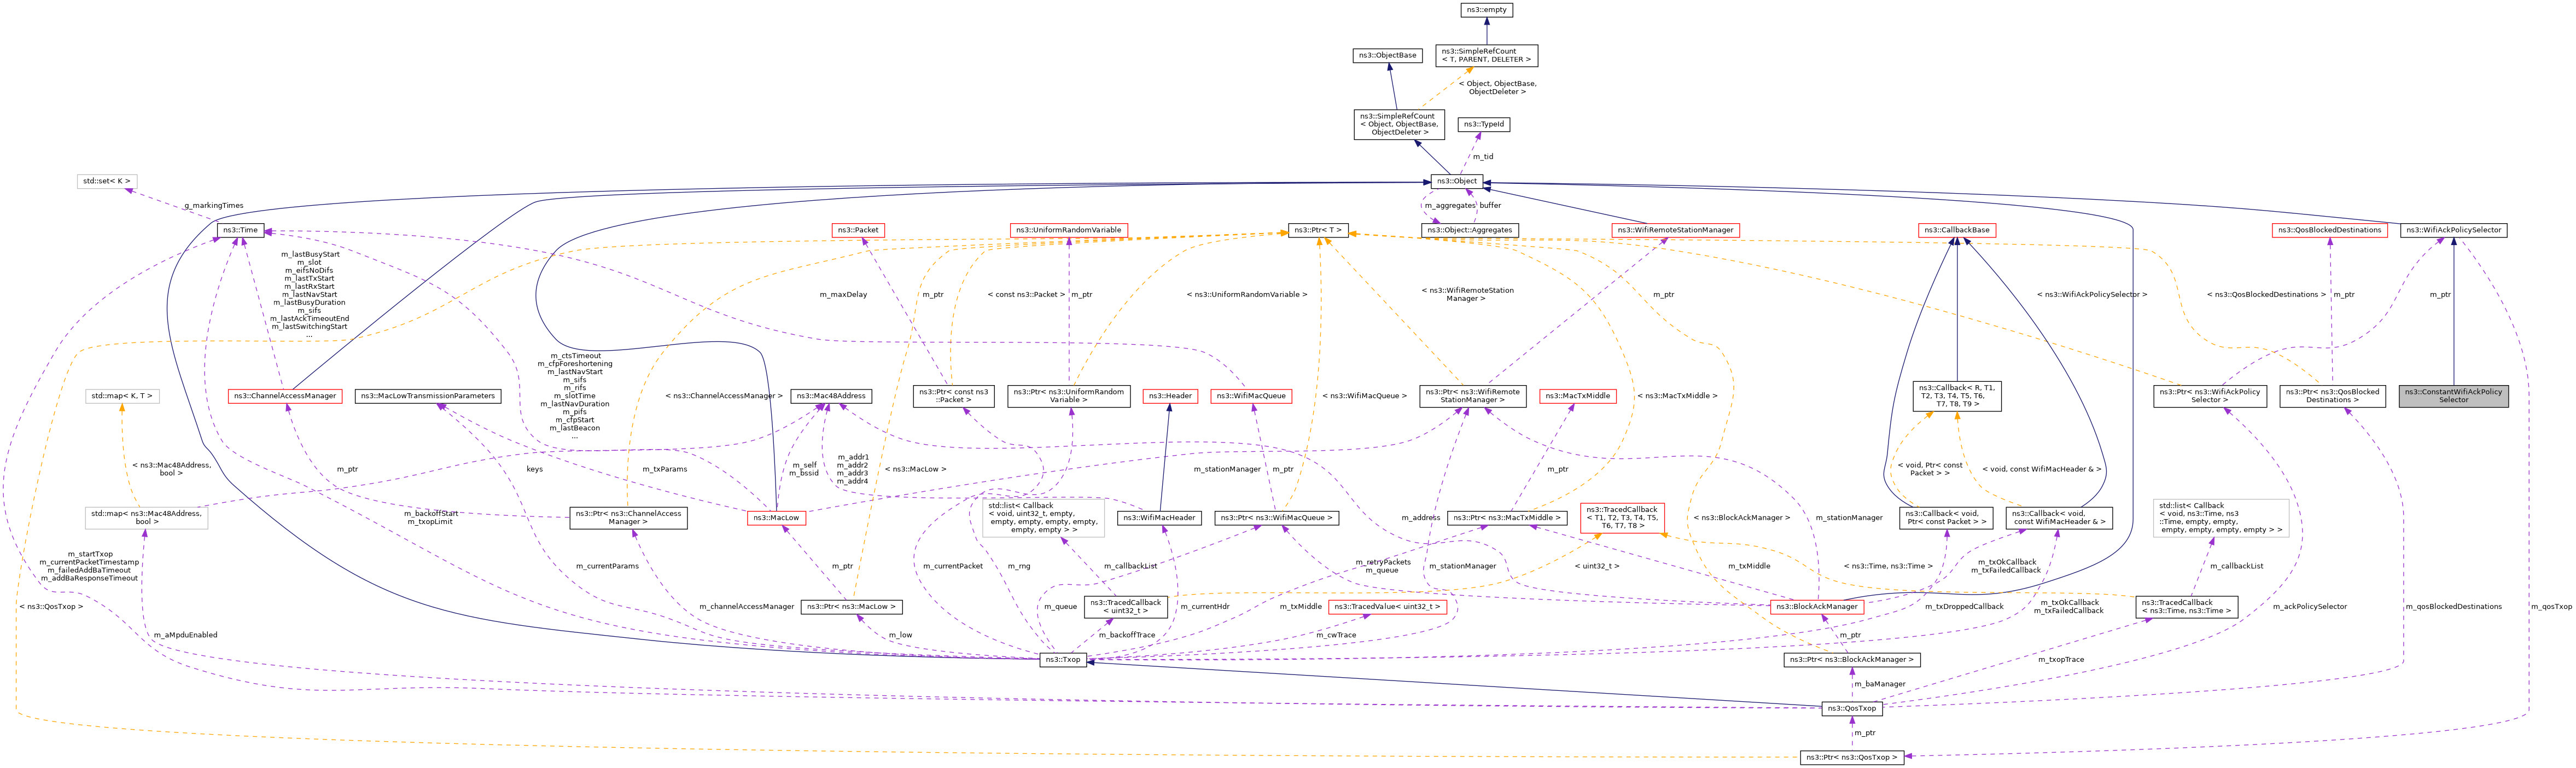 ns3::empty
ns3::ObjectBase
ns3::SimpleRefCount
< T, PARENT, DELETER >
< Object, ObjectBase,
ObjectDeleter >
ns3::SimpleRefCount
< Object, ObjectBase,
ObjectDeleter >
ns3::TypeId
m_tid
std::set< K >
ns3::Object
g_markingTimes
m_aggregates
buffer
ns3::Time
ns3::Packet
ns3::UniformRandomVariable
ns3::Ptr< T >
ns3::Object::Aggregates
ns3::WifiRemoteStationManager
ns3::CallbackBase
ns3::QosBlockedDestinations
ns3::WifiAckPolicySelector
m_lastBusyStart
m_slot
m_eifsNoDifs
m_lastTxStart
m_lastRxStart
m_lastNavStart
m_lastBusyDuration
m_sifs
m_lastAckTimeoutEnd
m_lastSwitchingStart
...
m_maxDelay
m_ptr
< const ns3::Packet >
m_ptr
< ns3::UniformRandomVariable >
< ns3::WifiRemoteStation
Manager >
m_ptr
< ns3::WifiAckPolicySelector >
< ns3::QosBlockedDestinations >
m_ptr
m_ptr
m_ctsTimeout
m_cfpForeshortening
m_lastNavStart
m_sifs
m_rifs
m_slotTime
m_lastNavDuration
m_pifs
m_cfpStart
m_lastBeacon
...
std::map< K, T >
ns3::ChannelAccessManager
ns3::MacLowTransmissionParameters
< ns3::ChannelAccessManager >
ns3::Mac48Address
ns3::Ptr< const ns3
::Packet >
ns3::Ptr< ns3::UniformRandom
Variable >
ns3::Header
ns3::WifiMacQueue
< ns3::WifiMacQueue >
ns3::Ptr< ns3::WifiRemote
StationManager >
ns3::MacTxMiddle
< ns3::MacTxMiddle >
ns3::Callback< R, T1,
T2, T3, T4, T5, T6,
T7, T8, T9 >
ns3::Ptr< ns3::WifiAckPolicy
Selector >
ns3::Ptr< ns3::QosBlocked
Destinations >
ns3::ConstantWifiAckPolicy
Selector
< ns3::Mac48Address,
bool >
m_ptr
keys
m_txParams
m_self
m_bssid
m_addr1
m_addr2
m_addr3
m_addr4
< ns3::MacLow >
m_stationManager
m_ptr
m_ptr
< void, Ptr< const
Packet > >
< void, const WifiMacHeader & >
std::map< ns3::Mac48Address,
bool >
m_backoffStart
m_txopLimit
ns3::Ptr< ns3::ChannelAccess
Manager >
ns3::MacLow
std::list< Callback
< void, uint32_t, empty,
empty, empty, empty, empty,
empty, empty > >
ns3::WifiMacHeader
ns3::Ptr< ns3::WifiMacQueue >
m_address
ns3::Ptr< ns3::MacTxMiddle >
ns3::TracedCallback
< T1, T2, T3, T4, T5,
T6, T7, T8 >
< ns3::BlockAckManager >
m_stationManager
ns3::Callback< void,
Ptr< const Packet > >
ns3::Callback< void,
const WifiMacHeader & >
std::list< Callback
< void, ns3::Time, ns3
::Time, empty, empty,
empty, empty, empty, empty > >
m_startTxop
m_currentPacketTimestamp
m_failedAddBaTimeout
m_addBaResponseTimeout
m_currentParams
m_ptr
m_currentPacket
m_rng
m_callbackList
m_retryPackets
m_queue
m_stationManager
< uint32_t >
m_txMiddle
< ns3::Time, ns3::Time >
m_txOkCallback
m_txFailedCallback
m_callbackList
< ns3::QosTxop >
m_channelAccessManager
ns3::Ptr< ns3::MacLow >
m_queue
ns3::TracedCallback
< uint32_t >
m_currentHdr
m_txMiddle
ns3::TracedValue< uint32_t >
ns3::BlockAckManager
m_txDroppedCallback
m_txOkCallback
m_txFailedCallback
ns3::TracedCallback
< ns3::Time, ns3::Time >
m_ackPolicySelector
m_qosBlockedDestinations
m_qosTxop
m_aMpduEnabled
m_low
m_backoffTrace
m_cwTrace
m_ptr
ns3::Txop
ns3::Ptr< ns3::BlockAckManager >
m_txopTrace
m_baManager
ns3::QosTxop
m_ptr
ns3::Ptr< ns3::QosTxop >